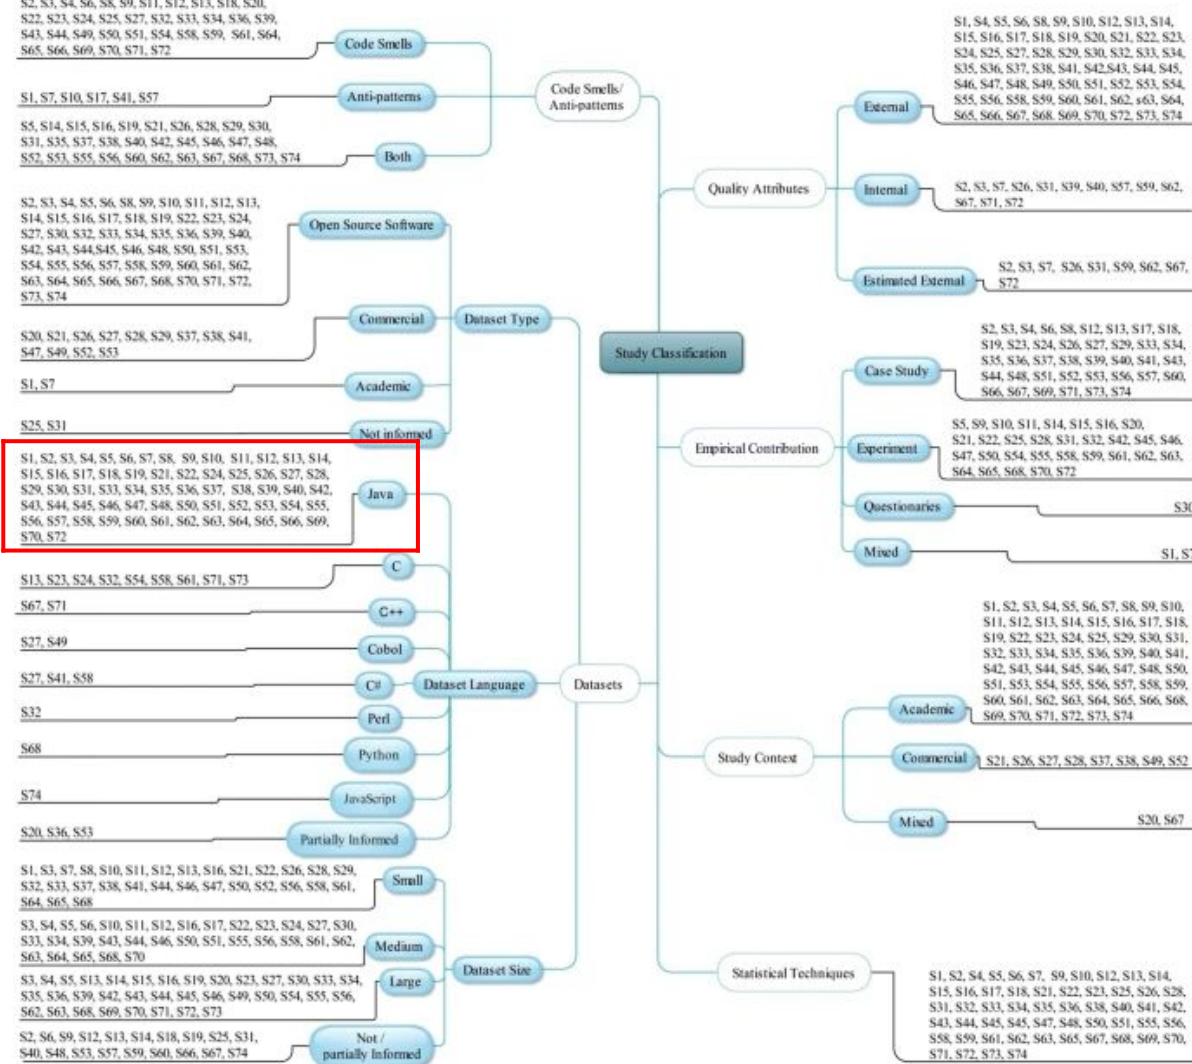 S2, S3, S4, S6, S8, S9, S11, S12, S13, S18, S20,
S22, S23, S24, S25, S27, S32, S33, S34, S36, S39,
S43, S44, S49, S50, S51, S54, S58, S59, S61, S64,
S65, S66, S69, S70, S71, S72
Code Smells
S1, S7, S10, S17, S41, S57
Anti-patterns
S5, S14, S15, S16, S19, S21, S26, S28, S29, S30,
S31, S35, S37, S38, S40, S42, S45, S46, S47, S48,
S52, S53, S55, S56, S60, S62, S63, S67, S68, S73, S74
Both
Code Smells/
Anti-patterns
S2, S3, S4, S5, S6, S8, S9, S10, S11, S12, S13,
S14, S15, S16, S17, S18, S19, S22, S23, S24,
S27, S30, S32, S33, S34, S35, S36, S39, S40,
S42, S43, S44,S45, S46, S48, S50, S51, S53,
S54, S55, S56, S57, S58, S59, S60, S61, S62,
S63, S64, S65, S66, S67, S68, S70, S71, S72,
S73, S74
Open Source Software
S20, S21, S26, S27, S28, S29, S37, S38, S41,
S47, S49, S52, S53
Commercial
S1, S7
Academic
S25, S31
Not informed
Dataset Type
S1, S2, S3, S4, S5, S6, S7, S8, S9, S10, S11, S12, S13, S14,
S15, S16, S17, S18, S19, S21, S22, S24, S25, S26, S27, S28,
S29, S30, S31, S33, S34, S35, S36, S37, S38, S39, S40, S42,
S43, S44, S45, S46, S47, S48, S50, S51, S52, S53, S54, S55,
S56, S57, S58, S59, S60, S61, S62, S63, S64, S65, S66, S69,
S70, S72
Java
S13, S23, S24, S32, S54, S58, S61, S71, S73
C
S67, S71
C++
S27, S49
Cobol
S27, S41, S58
C#
S32
Perl
S68
Python
S74
JavaScript
S20, S36, S53
Partially Informed
Dataset Language
Datasets
S1, S3, S7, S8, S10, S11, S12, S13, S16, S21, S22, S26, S28, S29,
S32, S33, S37, S38, S41, S44, S46, S47, S50, S52, S56, S58, S61,
S64, S65, S68
Small
S3, S4, S5, S6, S10, S11, S12, S16, S17, S22, S23, S24, S27, S30,
S33, S34, S39, S43, S44, S46, S50, S51, S55, S56, S58, S61, S62,
S63, S64, S65, S68, S70
Medium
S3, S4, S5, S13, S14, S15, S16, S19, S20, S23, S27, S30, S33, S34,
S35, S36, S39, S42, S43, S44, S45, S46, S49, S50, S54, S55, S56,
S62, S63, S68, S69, S70, S71, S72, S73
Large
S2, S6, S9, S12, S13, S14, S18, S19, S25, S31,
S40, S48, S53, S57, S59, S60, S66, S67, S74
Not /
partially Informed
Dataset Size
Study Classification
Quality Attributes
External
S1, S4, S5, S6, S8, S9, S10, S12, S13, S14,
S15, S16, S17, S18, S19, S20, S21, S22, S23,
S24, S25, S27, S28, S29, S30, S32, S33, S34,
S35, S36, S37, S38, S41, S42,S43, S44, S45,
S46, S47, S48, S49, S50, S51, S52, S53, S54,
S55, S56, S58, S59, S60, S61, S62, s63, S64,
S65, S66, S67, S68. S69, S70, S72, S73, S74
Internal
S2, S3, S7, S26, S31, S39, S40, S57, S59, S62,
S67, S71, S72
Estimated External
S2, S3, S7, S26, S31, S59, S62, S67,
S72
Empirical Contribution
Case Study
S2, S3, S4, S6, S8, S12, S13, S17, S18,
S19, S23, S24, S26, S27, S29, S33, S34,
S35, S36, S37, S38, S39, S40, S41, S43,
S44, S48, S51, S52, S53, S56, S57, S60,
S66, S67, S69, S71, S73, S74
Experiment
S5, S9, S10, S11, S14, S15, S16, S20,
S21, S22, S25, S28, S31, S32, S42, S45, S46,
S47, S50, S54, S55, S58, S59, S61, S62, S63,
S64, S65, S68, S70, S72
Questionaries
S30
Mixed
S1, S7
Study Context
Academic
S1, S2, S3, S4, S5, S6, S7, S8, S9, S10,
S11, S12, S13, S14, S15, S16, S17, S18,
S19, S22, S23, S24, S25, S29, S30, S31,
S32, S33, S34, S35, S36, S39, S40, S41,
S42, S43, S44, S45, S46, S47, S48, S50,
S51, S53, S54, S55, S56, S57, S58, S59,
S60, S61, S62, S63, S64, S65, S66, S68,
S69, S70, S71, S72, S73, S74
Commercial
S21, S26, S27, S28, S37, S38, S49, S52
Mixed
S20, S67
Statistical Techniques
S1, S2, S4, S5, S6, S7, S9, S10, S12, S13, S14,
S15, S16, S17, S18, S21, S22, S23, S25, S26, S28,
S31, S32, S33, S34, S35, S36, S38, S40, S41, S42,
S43, S44, S45, S45, S47, S48, S50, S51, S55, S56,
S58, S59, S61, S62, S63, S65, S67, S68, S69, S70,
S71, S72, S73, S74